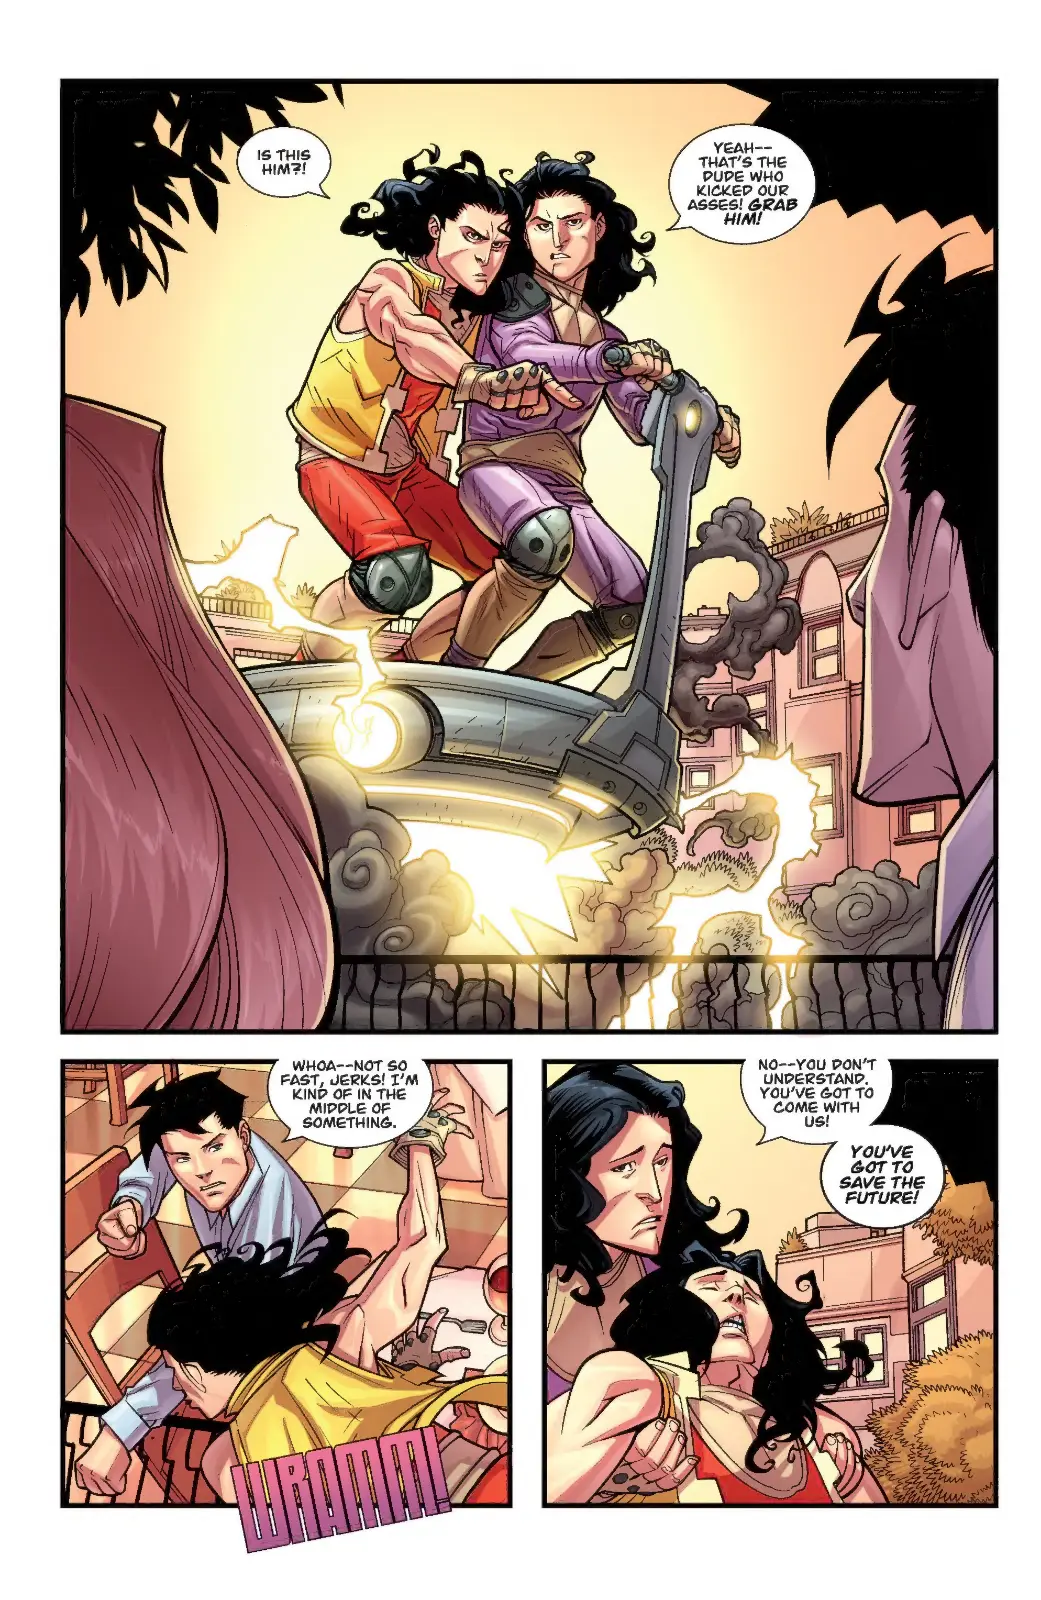 IS THIS
HIM?!
YEAH--
THAT'S THE
DUDE WHO
KICKED OUR
ASSES! GRAB
HIM!
WHOA--NOT SO
FAST, JERKS! I'M
KIND OF IN THE
MIDDLE OF
SOMETHING.
WRAMM!
NO--YOU DON'T
UNDERSTAND.
YOU'VE GOT TO
COME WITH
US!
YOU'VE
GOT TO
SAVE THE
FUTURE!